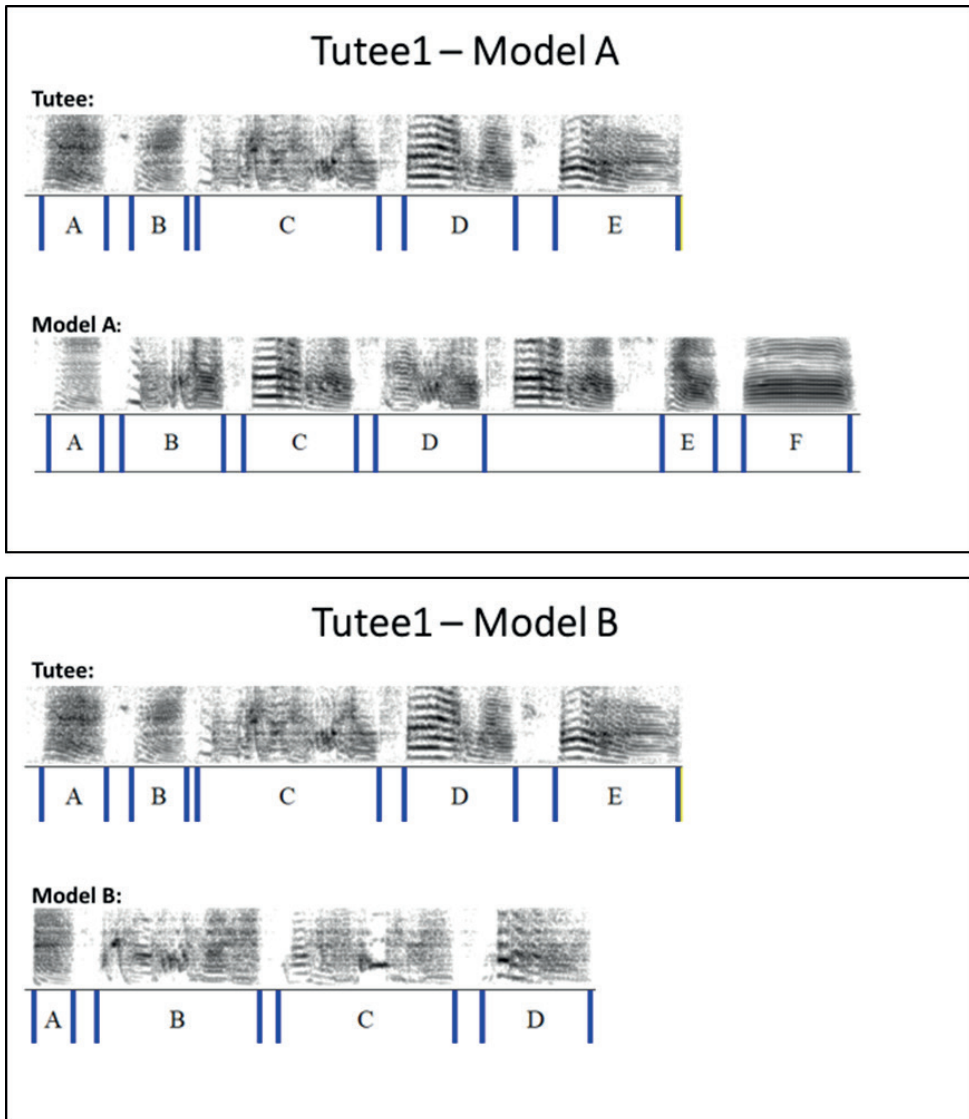 Tutee1 – Model A
Tutee:
A B C D E
Model A:
A B C D E F
Tutee1 – Model B
Tutee:
A B C D E
Model B:
A B C D